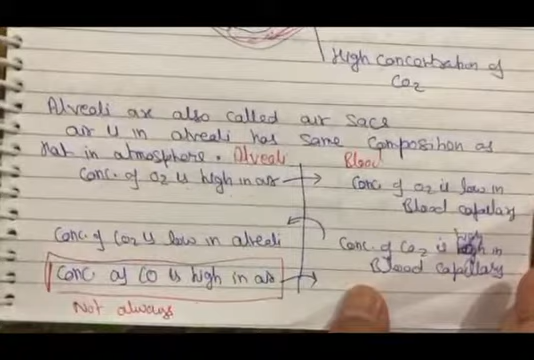 High concentration of
CO2
Alveoli are also called air sacs
air is in alveoli has same composition as
that in atmosphere. Alveoli Blood
Conc. of O2 is high in air
Conc. of O2 is low in
Blood capillary
Conc. of CO2 is low in alveoli
Conc. of CO2 is high in
Blood capillary
Conc of CO is high in air
Not always